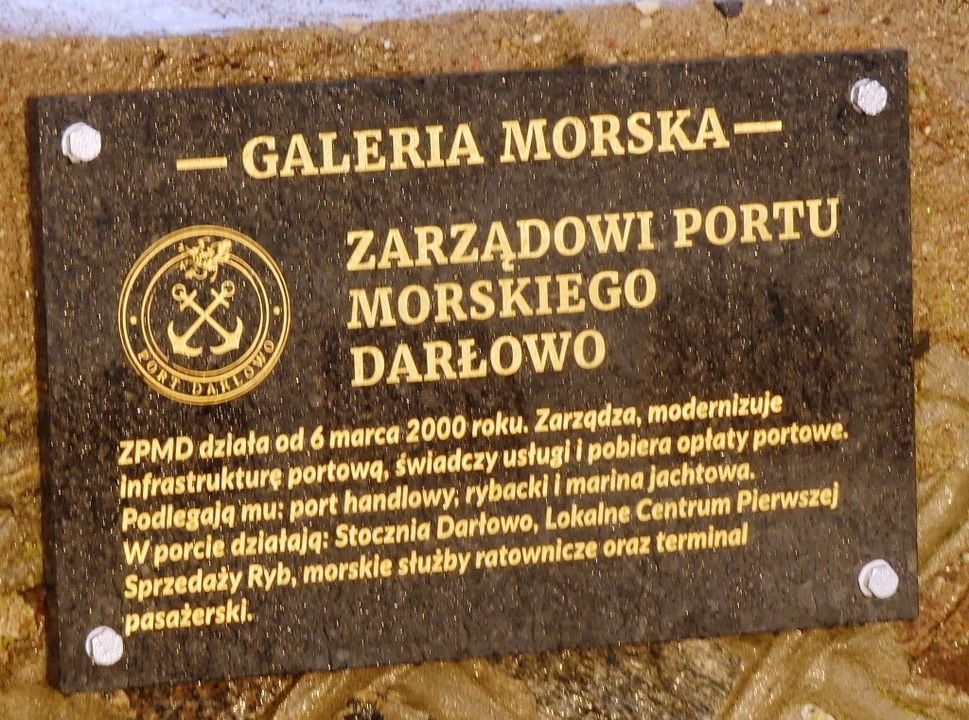 — GALERIA MORSKA —
ZARZĄDOWI PORTU
MORSKIEGO
DARŁOWO
PORT DARŁOWO
ZPMD działa od 6 marca 2000 roku. Zarządza, modernizuje
infrastrukturę portową, świadczy usługi i pobiera opłaty portowe.
Podlegają mu: port handlowy, rybacki i marina jachtowa.
W porcie działają: Stocznia Darłowo, Lokalne Centrum Pierwszej
Sprzedaży Ryb, morskie służby ratownicze oraz terminal
pasażerski.